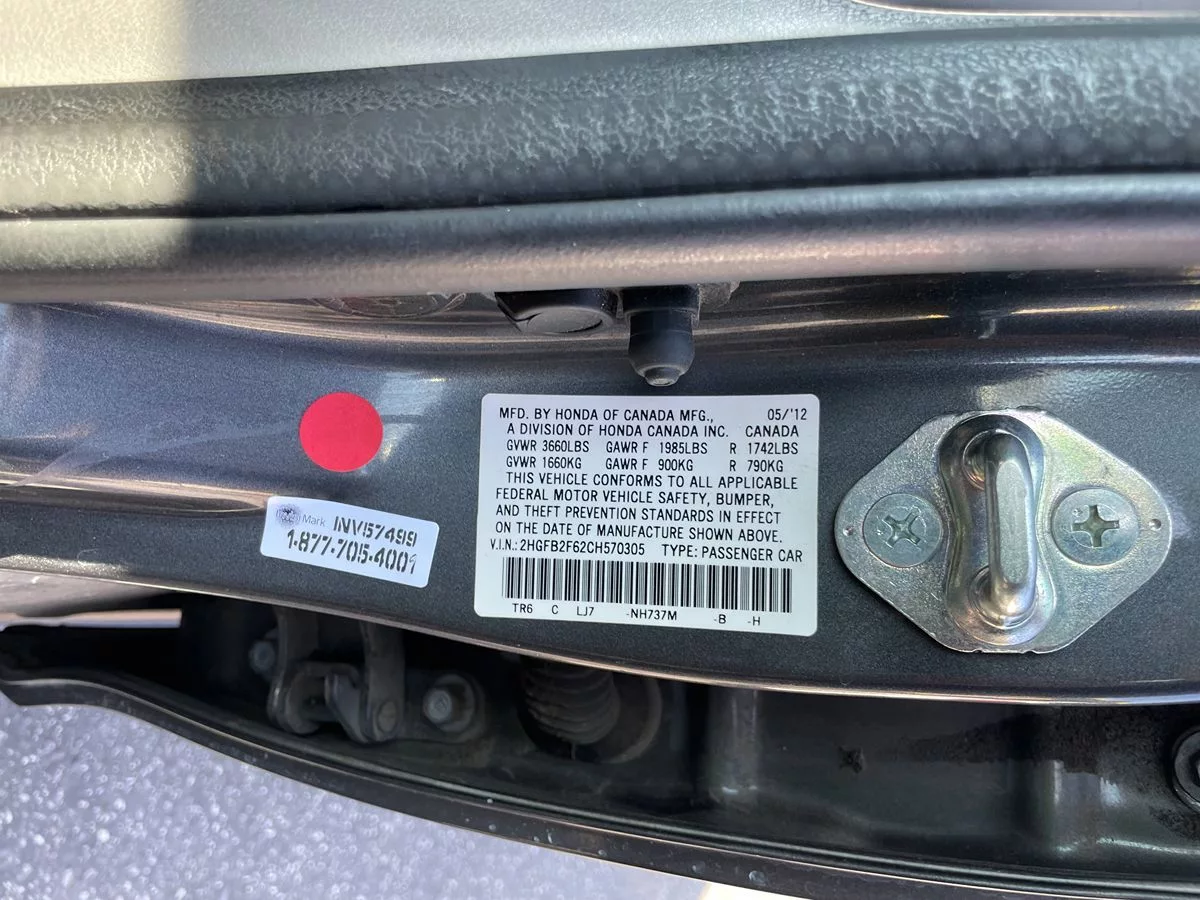 MFD. BY HONDA OF CANADA MFG., 05/'12
A DIVISION OF HONDA CANADA INC. CANADA
GVWR 3660LBS GAWR F 1985LBS R 1742LBS
GVWR 1660KG GAWR F 900KG R 790KG
THIS VEHICLE CONFORMS TO ALL APPLICABLE
FEDERAL MOTOR VEHICLE SAFETY, BUMPER,
AND THEFT PREVENTION STANDARDS IN EFFECT
ON THE DATE OF MANUFACTURE SHOWN ABOVE.
V.I.N.: 2HGFB2F62CH570305 TYPE: PASSENGER CAR
TR6 C LJ7 -NH737M -B -H
Mark INV57499
1-877-705-4001